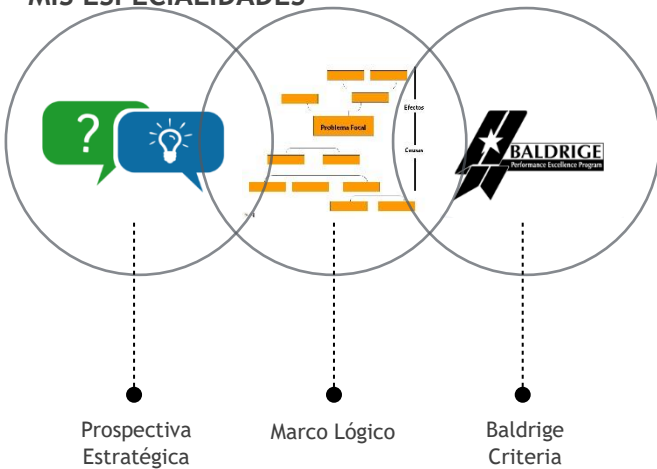 MIS ESPECIALIDADES
?
Efectos
Problema Focal
Causas
BALDRIGE
Performance Excellence Program
Prospectiva
Estratégica
Marco Lógico
Baldrige
Criteria